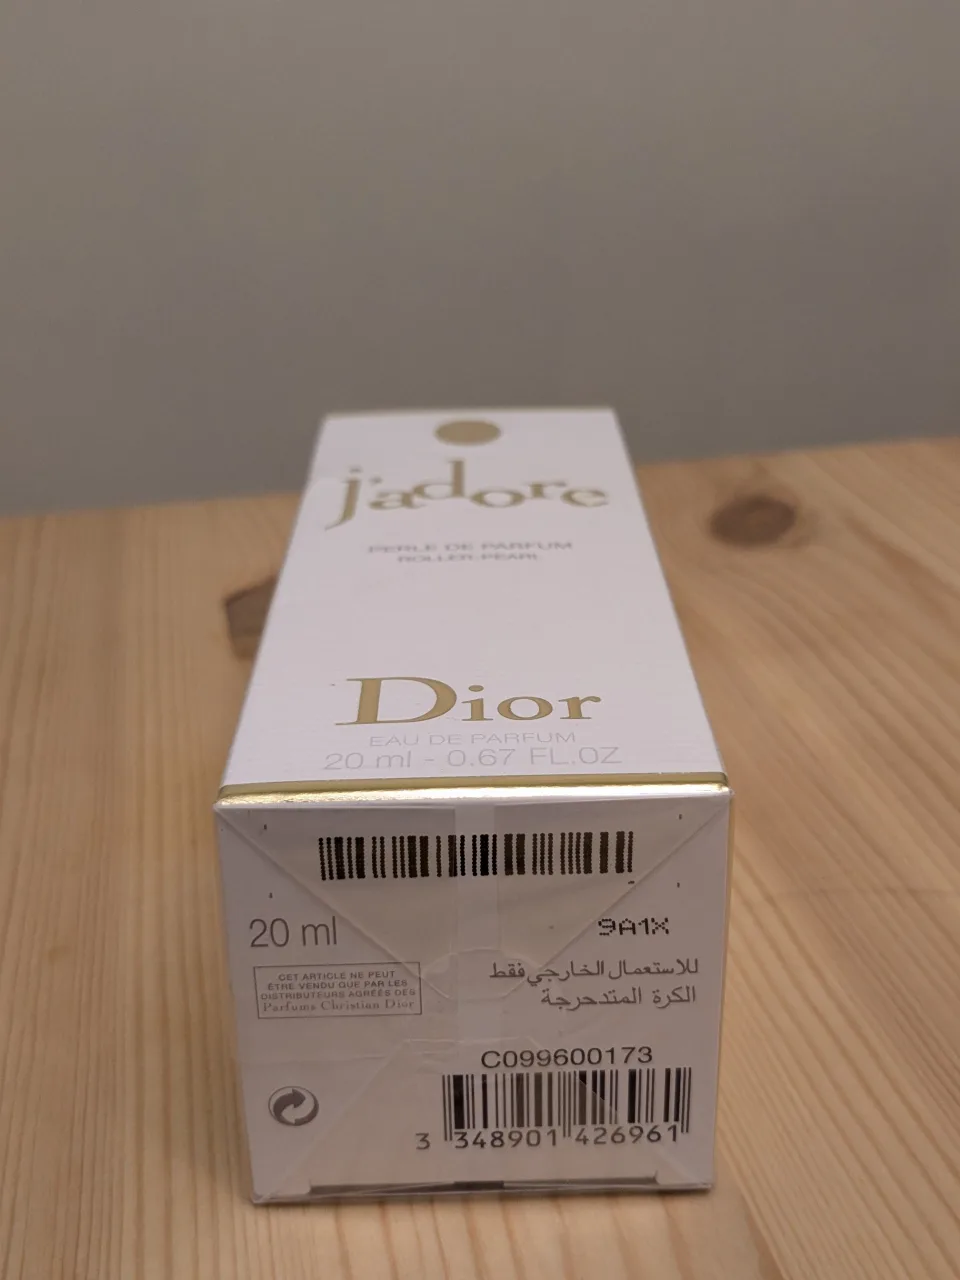 j'adore
PERLE DE PARFUM
ROLLER-PEARL
Dior
EAU DE PARFUM
20 ml - 0.67 FL.OZ
20 ml
9A1X
CET ARTICLE NE PEUT
ÊTRE VENDU QUE PAR LES
DISTRIBUTEURS AGRÉÉS DES
Parfums Christian Dior
للاستعمال الخارجي فقط
الكرة المتدحرجة
C099600173
3 348901 426961